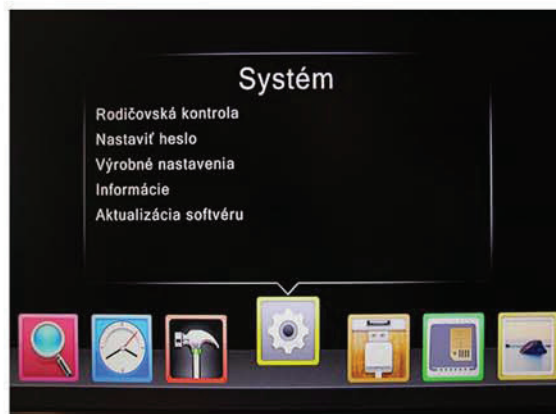 Systém
Rodičovská kontrola
Nastaviť heslo
Výrobné nastavenia
Informácie
Aktualizácia softvéru